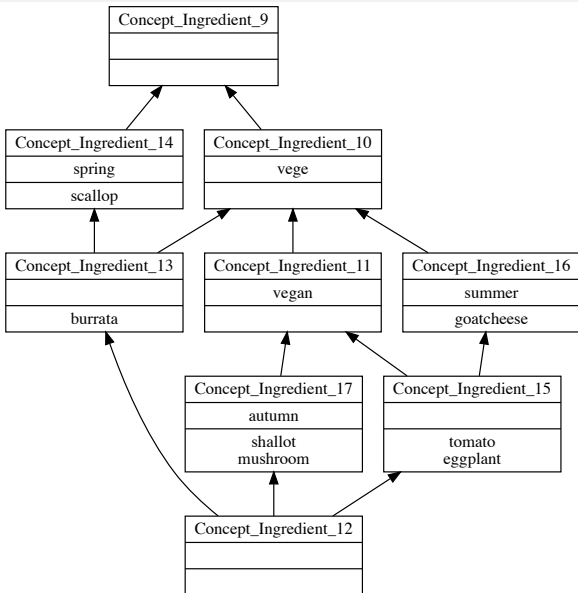 Concept_Ingredient_9
Concept_Ingredient_14
spring
scallop
Concept_Ingredient_10
vege
Concept_Ingredient_13
burrata
Concept_Ingredient_11
vegan
Concept_Ingredient_16
summer
goatcheese
Concept_Ingredient_17
autumn
shallot
mushroom
Concept_Ingredient_15
tomato
eggplant
Concept_Ingredient_12